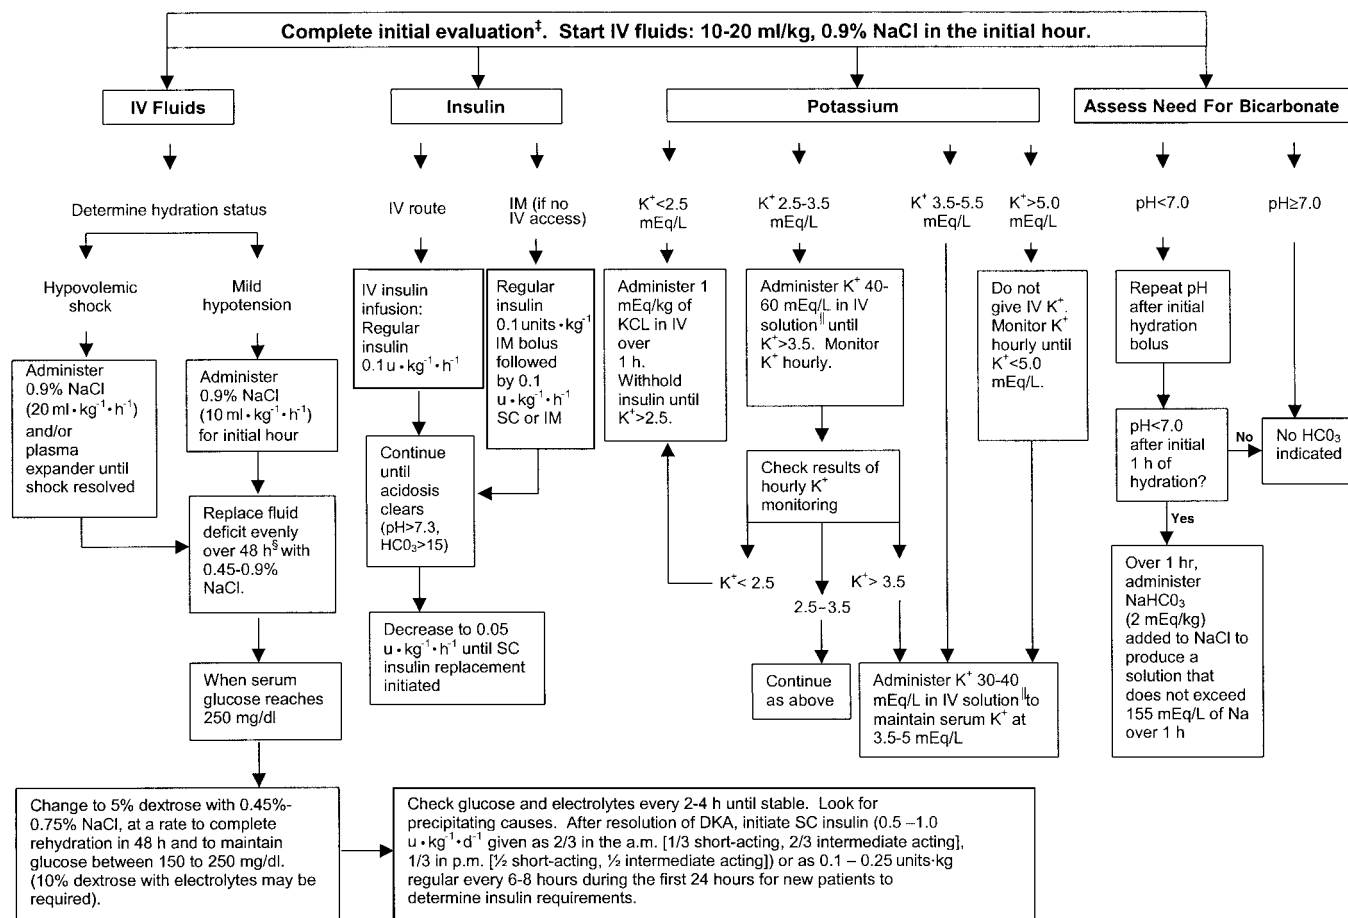 Complete initial evaluation‡. Start IV fluids: 10-20 ml/kg, 0.9% NaCl in the initial hour.
IV Fluids
Insulin
Potassium
Assess Need For Bicarbonate
Determine hydration status
IV route
IM (if no
IV access)
K⁺<2.5
mEq/L
K⁺ 2.5-3.5
mEq/L
K⁺ 3.5-5.5
mEq/L
K⁺>5.0
mEq/L
pH<7.0
pH≥7.0
Hypovolemic
shock
Mild
hypotension
Administer
0.9% NaCl
(20 ml•kg⁻¹•h⁻¹)
and/or
plasma
expander until
shock resolved
Administer
0.9% NaCl
(10 ml•kg⁻¹•h⁻¹)
for initial hour
Replace fluid
deficit evenly
over 48 h§ with
0.45-0.9%
NaCl.
When serum
glucose reaches
250 mg/dl
Change to 5% dextrose with 0.45%-
0.75% NaCl, at a rate to complete
rehydration in 48 h and to maintain
glucose between 150 to 250 mg/dl.
(10% dextrose with electrolytes may be
required).
IV insulin
infusion:
Regular
insulin
0.1 u•kg⁻¹•h⁻¹
Regular
insulin
0.1 units•kg⁻¹
IM bolus
followed
by 0.1
u•kg⁻¹•h⁻¹
SC or IM
Continue
until
acidosis
clears
(pH>7.3,
HC0₃>15)
Decrease to 0.05
u•kg⁻¹•h⁻¹ until SC
insulin replacement
initiated
Administer 1
mEq/kg of
KCL in IV
over
1 h.
Withhold
insulin until
K⁺>2.5.
Administer K⁺ 40-
60 mEq/L in IV
solution‖ until
K⁺>3.5. Monitor
K⁺ hourly.
Check results of
hourly K⁺
monitoring
K⁺< 2.5
2.5–3.5
K⁺> 3.5
Continue
as above
Do not
give IV K⁺.
Monitor K⁺
hourly until
K⁺<5.0
mEq/L.
Administer K⁺ 30-40
mEq/L in IV solution‖ to
maintain serum K⁺ at
3.5-5 mEq/L
Repeat pH
after initial
hydration
bolus
pH<7.0
after initial
1 h of
hydration?
No
No HC0₃
indicated
Yes
Over 1 hr,
administer
NaHC0₃
(2 mEq/kg)
added to NaCl to
produce a
solution that
does not exceed
155 mEq/L of Na
over 1 h
Check glucose and electrolytes every 2-4 h until stable. Look for
precipitating causes. After resolution of DKA, initiate SC insulin (0.5 –1.0
u•kg⁻¹•d⁻¹ given as 2/3 in the a.m. [1/3 short-acting, 2/3 intermediate acting],
1/3 in p.m. [½ short-acting, ½ intermediate acting]) or as 0.1 – 0.25 units·kg
regular every 6-8 hours during the first 24 hours for new patients to
determine insulin requirements.